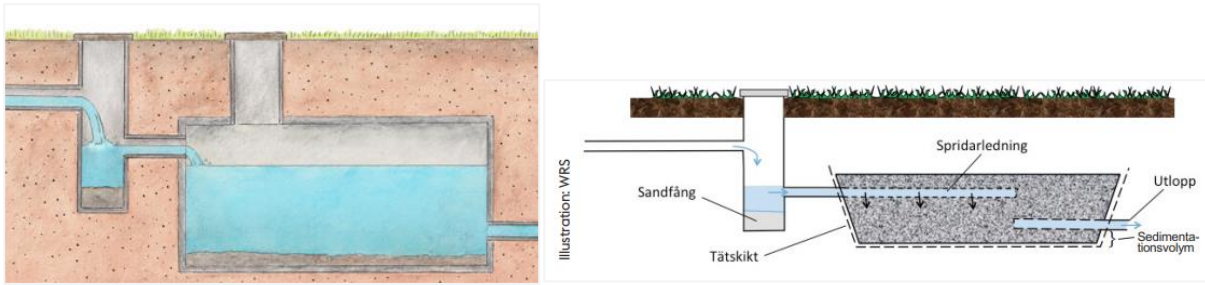 Illustration: WRS
Spridarledning
Sandfång
Utlopp
Tätskikt
Sedimenta-
tionsvolym